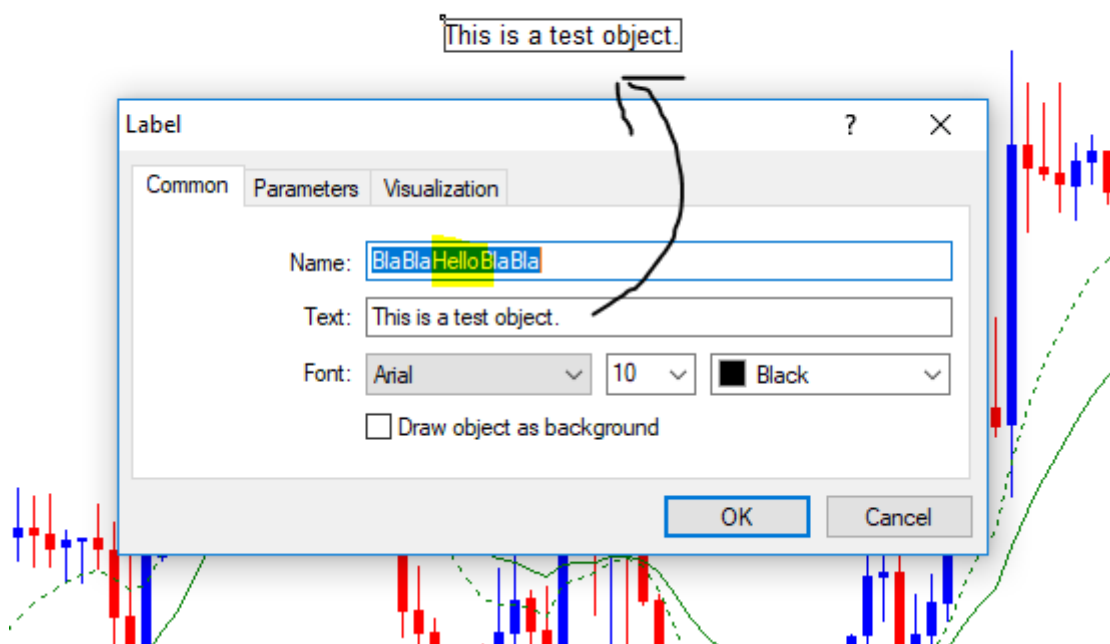 This is a test object.
Label ?
Common Parameters Visualization
Name: BlaBlaHelloBlaBla
Text: This is a test object.
Font: Arial 10 Black
Draw object as background
OK Cancel